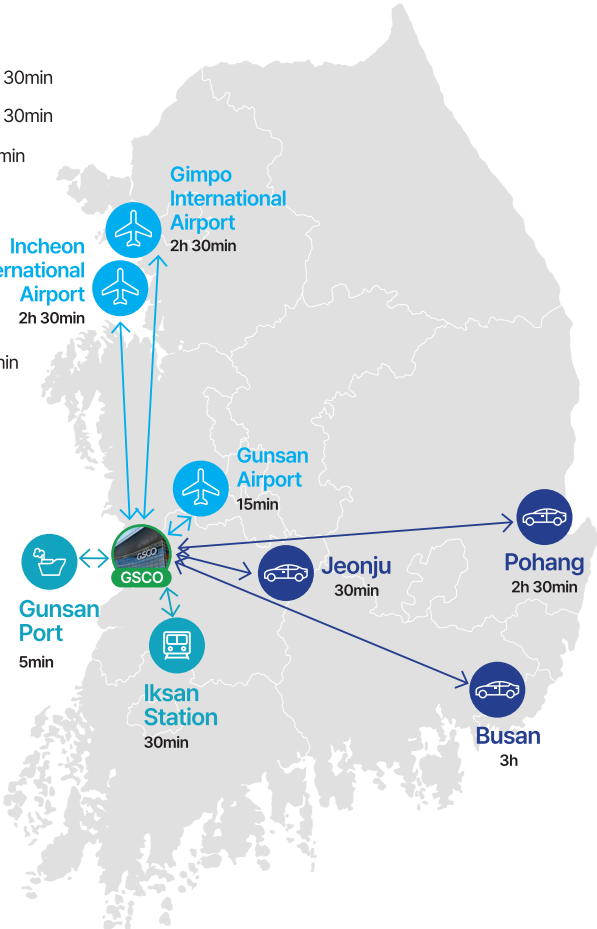 30min
30min
min
Gimpo
International
Airport
2h 30min
Incheon
ernational
Airport
2h 30min
min
Gunsan
Airport
15min
GSCO
GSCO
Pohang
2h 30min
Jeonju
30min
Gunsan
Port
5min
Iksan
Station
30min
Busan
3h